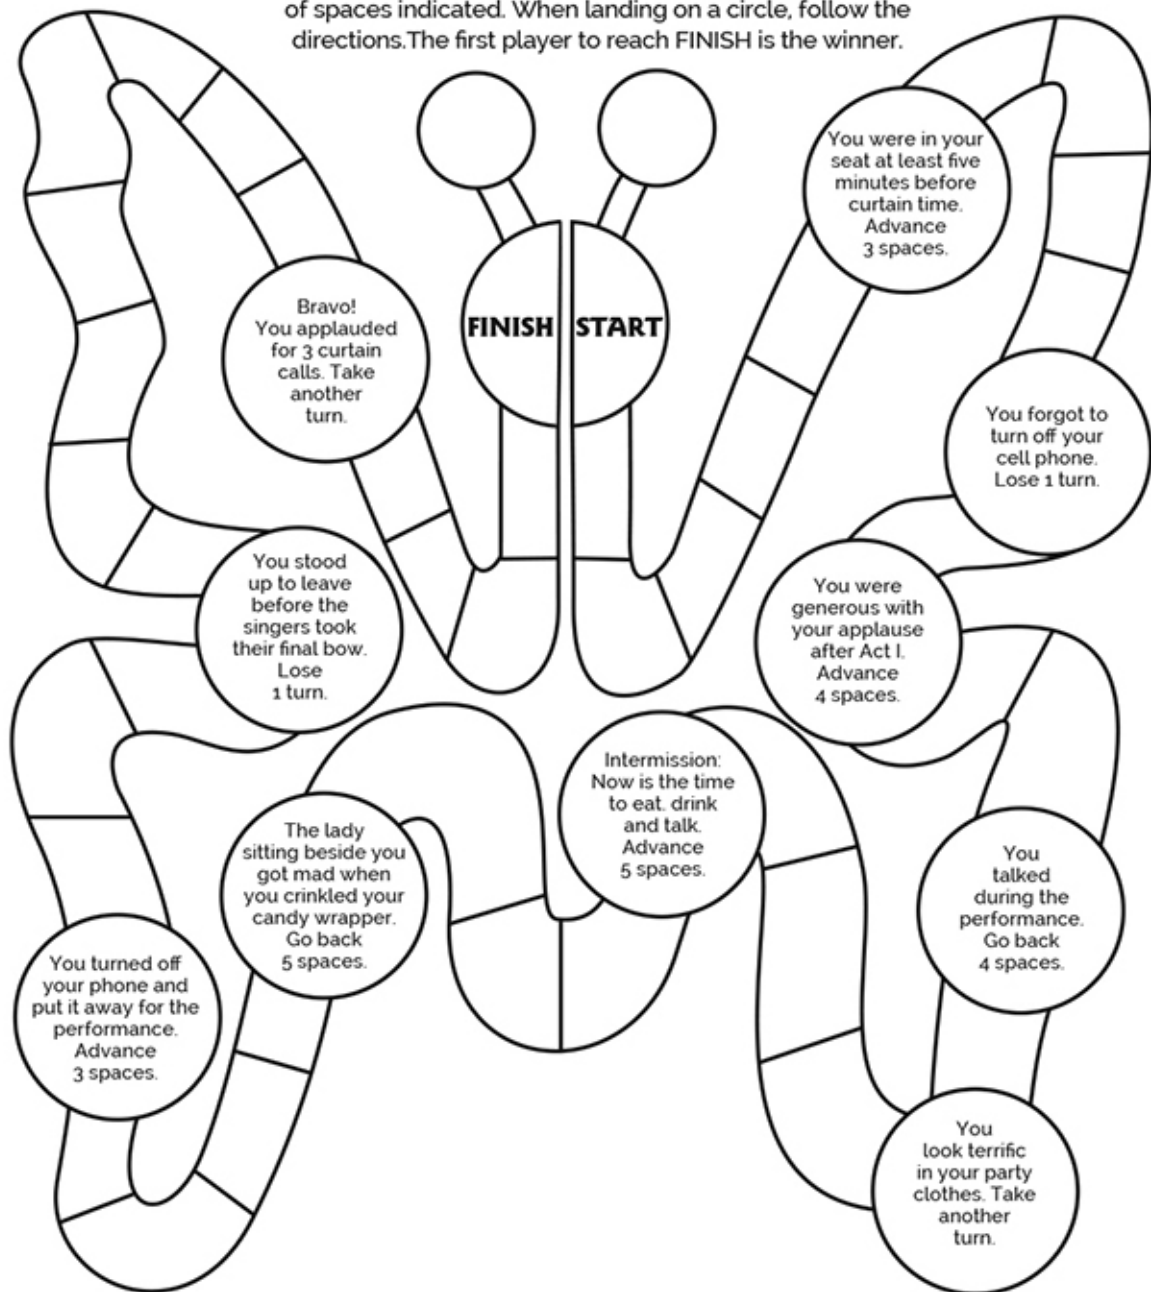 of spaces indicated. When landing on a circle, follow the
directions.The first player to reach FINISH is the winner.
FINISH
START
You were in your
seat at least five
minutes before
curtain time.
Advance
3 spaces.
Bravo!
You applauded
for 3 curtain
calls. Take
another
turn.
You forgot to
turn off your
cell phone.
Lose 1 turn.
You stood
up to leave
before the
singers took
their final bow.
Lose
1 turn.
You were
generous with
your applause
after Act I.
Advance
4 spaces.
Intermission:
Now is the time
to eat. drink
and talk.
Advance
5 spaces.
The lady
sitting beside you
got mad when
you crinkled your
candy wrapper.
Go back
5 spaces.
You
talked
during the
performance.
Go back
4 spaces.
You turned off
your phone and
put it away for the
performance.
Advance
3 spaces.
You
look terrific
in your party
clothes. Take
another
turn.